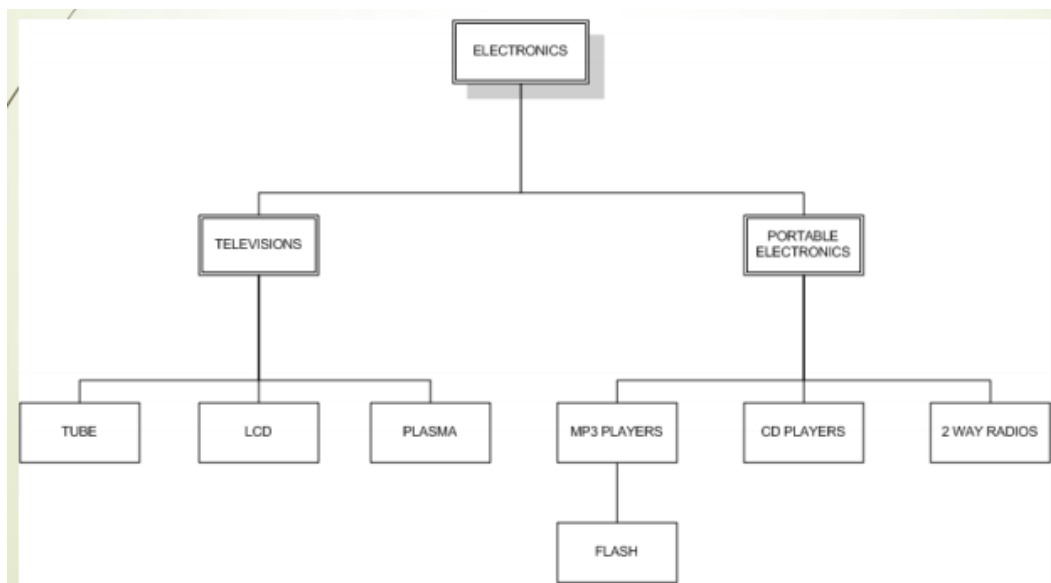 ELECTRONICS
TELEVISIONS
PORTABLE
ELECTRONICS
TUBE
LCD
PLASMA
MP3 PLAYERS
CD PLAYERS
2 WAY RADIOS
FLASH